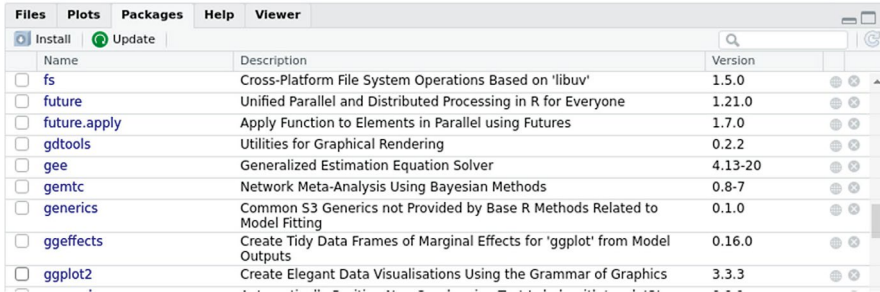 Files Plots Packages Help Viewer
Install Update
Name Description Version
fs Cross-Platform File System Operations Based on 'libuv' 1.5.0
future Unified Parallel and Distributed Processing in R for Everyone 1.21.0
future.apply Apply Function to Elements in Parallel using Futures 1.7.0
gdtools Utilities for Graphical Rendering 0.2.2
gee Generalized Estimation Equation Solver 4.13-20
gemtc Network Meta-Analysis Using Bayesian Methods 0.8-7
generics Common S3 Generics not Provided by Base R Methods Related to 0.1.0
Model Fitting
ggeffects Create Tidy Data Frames of Marginal Effects for 'ggplot' from Model 0.16.0
Outputs
ggplot2 Create Elegant Data Visualisations Using the Grammar of Graphics 3.3.3